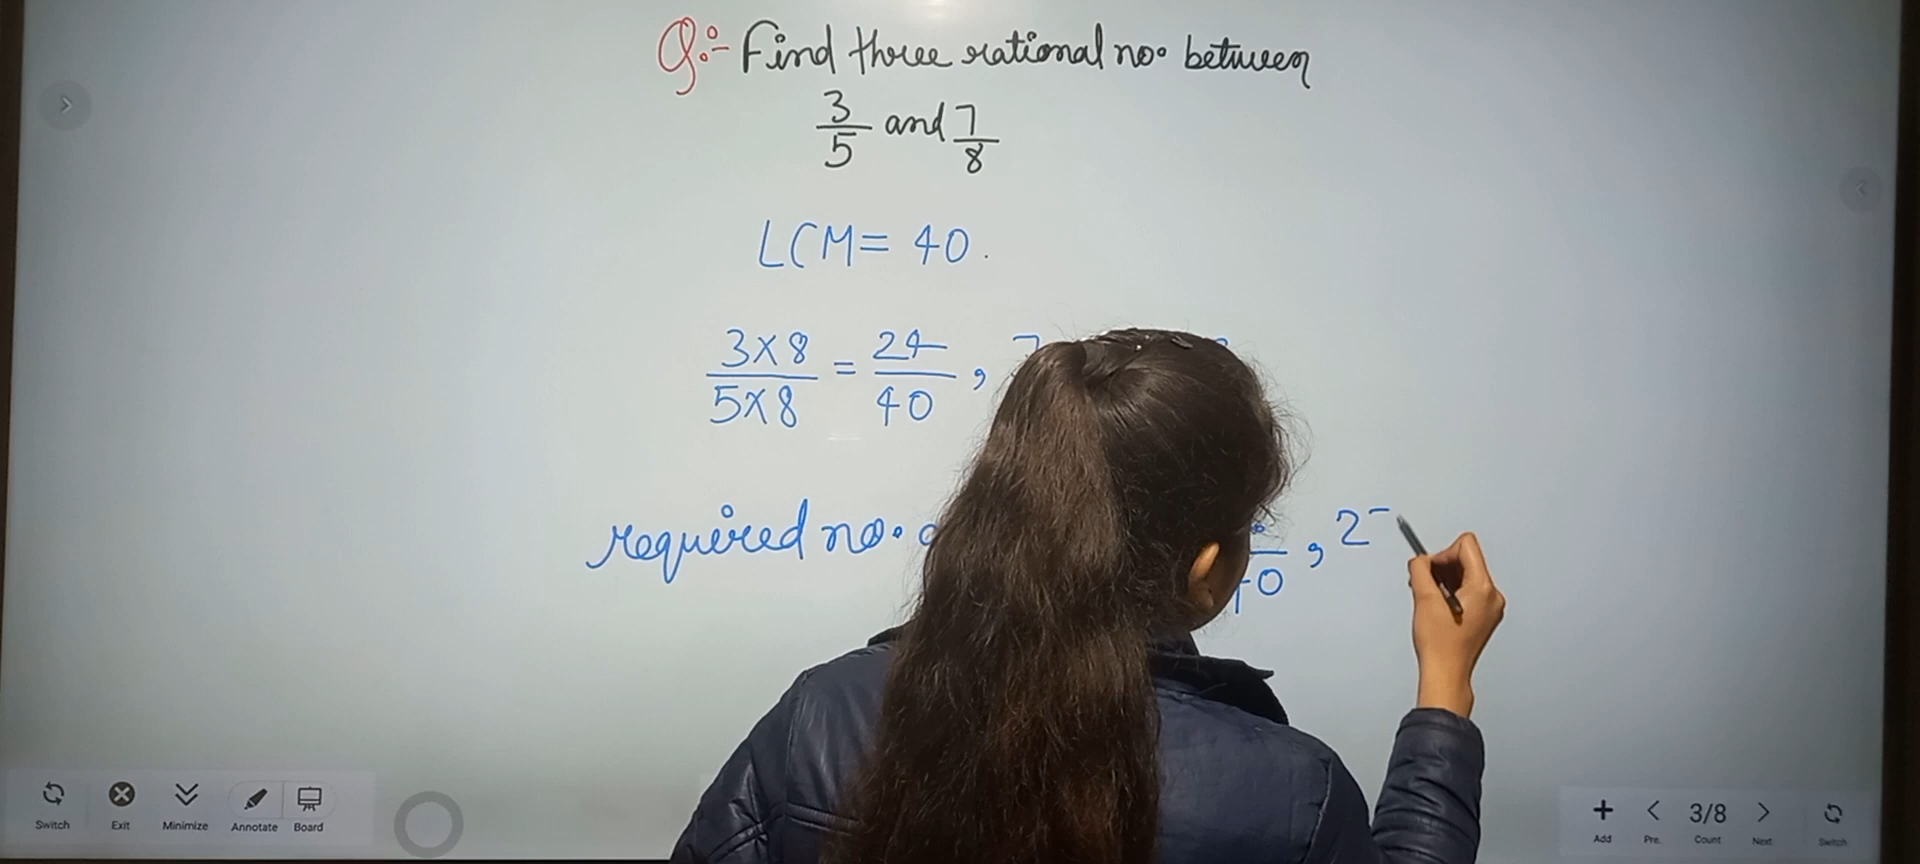 Q:- Find three rational no. between
3/5 and 7/8
LCM = 40.
3×8/5×8 = 24/40 ,
required no.
, 2
Switch Exit Minimize Annotate Board
Add Pre. 3/8 Count Next Switch